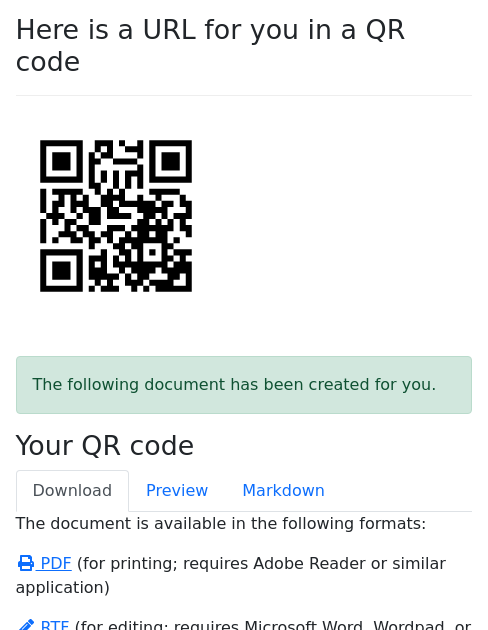 Here is a URL for you in a QR
code
The following document has been created for you.
Your QR code
Download Preview Markdown
The document is available in the following formats:
PDF (for printing; requires Adobe Reader or similar
application)
RTF (for editing; requires Microsoft Word, Wordpad, or